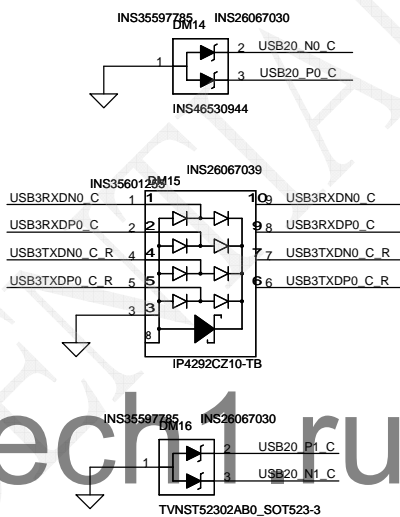 INS35597785 INS26067030
DM14
1 2 USB20_N0_C
3 USB20_P0_C
INS46530944
INS26067039
INS35601253 DM15
USB3RXDN0_C 1 1 10 9 USB3RXDN0_C
USB3RXDP0_C 2 2 9 8 USB3RXDP0_C
USB3TXDN0_C_R 4 4 7 7 USB3TXDN0_C_R
USB3TXDP0_C_R 5 5 6 6 USB3TXDP0_C_R
3 3
8
IP4292CZ10-TB
ech1.ru
INS35597785 INS26067030
DM16
1 2 USB20_P1_C
3 USB20_N1_C
TVNST52302AB0_SOT523-3